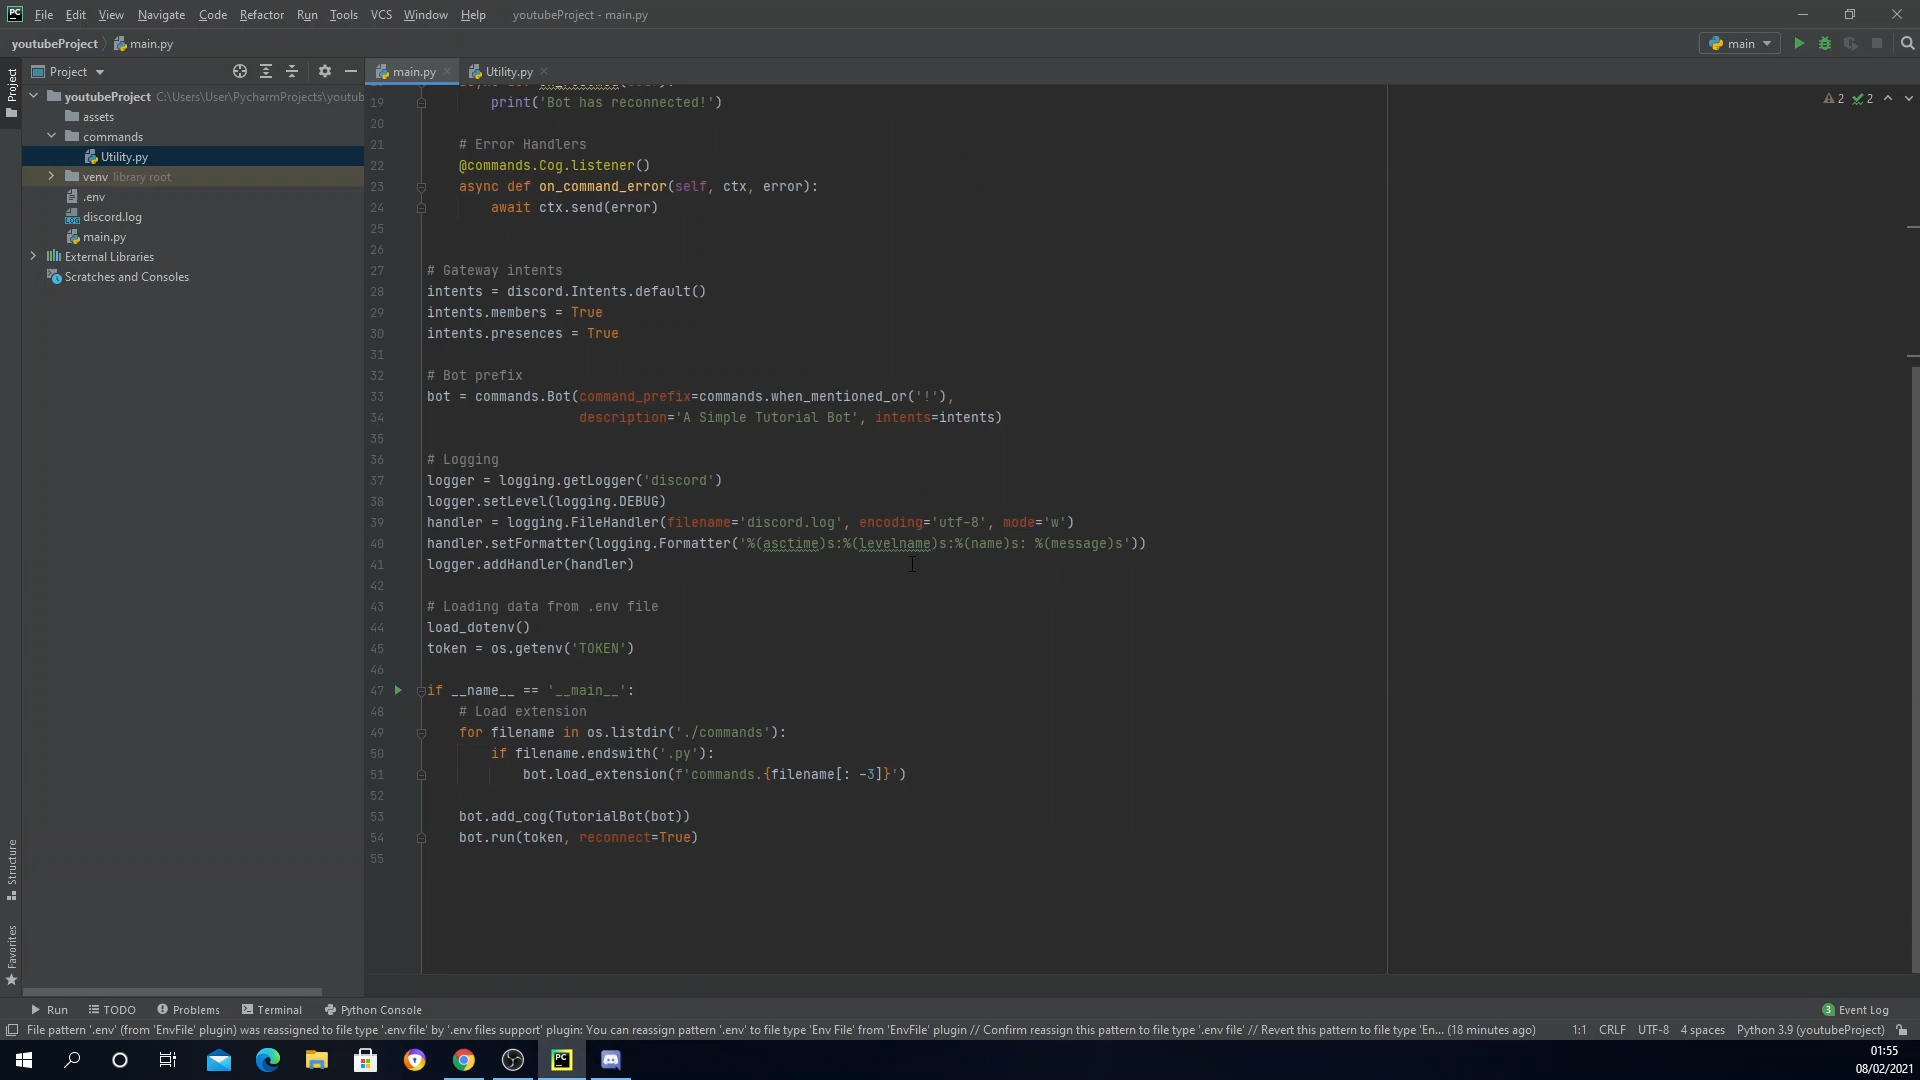 PC File Edit View Navigate Code Refactor Run Tools VCS Window Help youtubeProject - main.py
youtubeProject main.py main
Project
Project
main.py Utility.py
youtubeProject C:\Users\User\PycharmProjects\youtub
assets
commands
Utility.py
venv library root
.env
discord.log
main.py
External Libraries
Scratches and Consoles
2 2
19 print('Bot has reconnected!')
20
21 # Error Handlers
22 @commands.Cog.listener()
23 async def on_command_error(self, ctx, error):
24 await ctx.send(error)
25
26
27 # Gateway intents
28 intents = discord.Intents.default()
29 intents.members = True
30 intents.presences = True
31
32 # Bot prefix
33 bot = commands.Bot(command_prefix=commands.when_mentioned_or('!'),
34 description='A Simple Tutorial Bot', intents=intents)
35
36 # Logging
37 logger = logging.getLogger('discord')
38 logger.setLevel(logging.DEBUG)
39 handler = logging.FileHandler(filename='discord.log', encoding='utf-8', mode='w')
40 handler.setFormatter(logging.Formatter('%(asctime)s:%(levelname)s:%(name)s: %(message)s'))
41 logger.addHandler(handler)
42
43 # Loading data from .env file
44 load_dotenv()
45 token = os.getenv('TOKEN')
46
47 if __name__ == '__main__':
48 # Load extension
49 for filename in os.listdir('./commands'):
50 if filename.endswith('.py'):
51 bot.load_extension(f'commands.{filename[: -3]}')
52
53 bot.add_cog(TutorialBot(bot))
54 bot.run(token, reconnect=True)
55
Structure
Favorites
Run TODO Problems Terminal Python Console 3 Event Log
File pattern '.env' (from 'EnvFile' plugin) was reassigned to file type '.env file' by '.env files support' plugin: You can reassign pattern '.env' to file type 'Env File' from 'EnvFile' plugin // Confirm reassign this pattern to file type '.env file' // Revert this pattern to file type 'En... (18 minutes ago) 1:1 CRLF UTF-8 4 spaces Python 3.9 (youtubeProject)
PC
01:55
08/02/2021